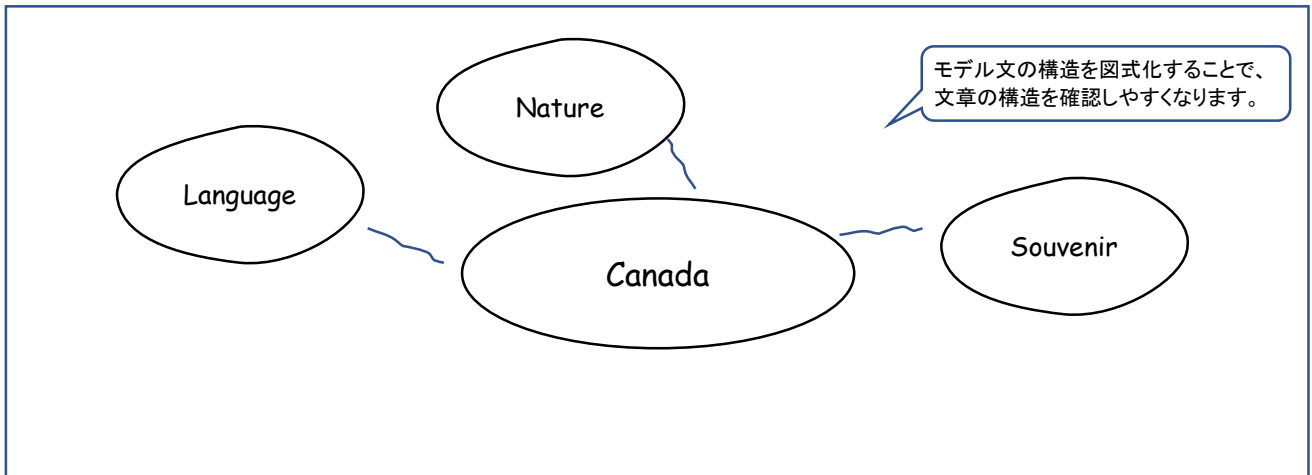 Nature
モデル文の構造を図式化することで、
文章の構造を確認しやすくなります。
Language
Souvenir
Canada